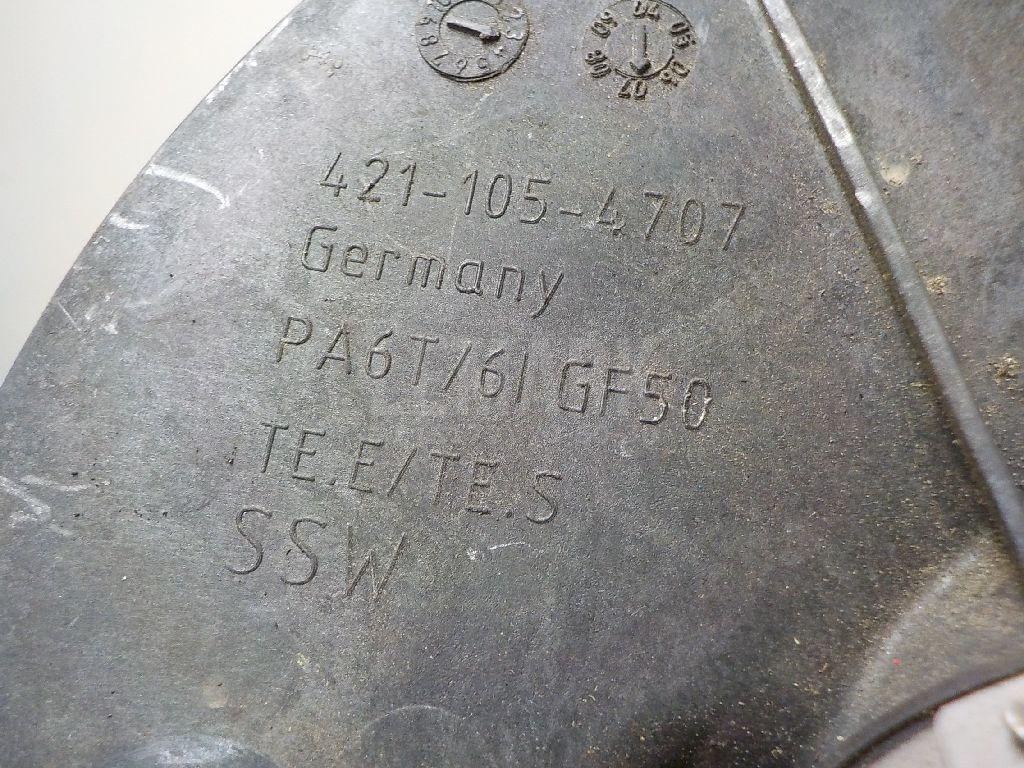 421-105-4707
Germany
PA6T/6I GF50
TE.E/TE.S
SSW